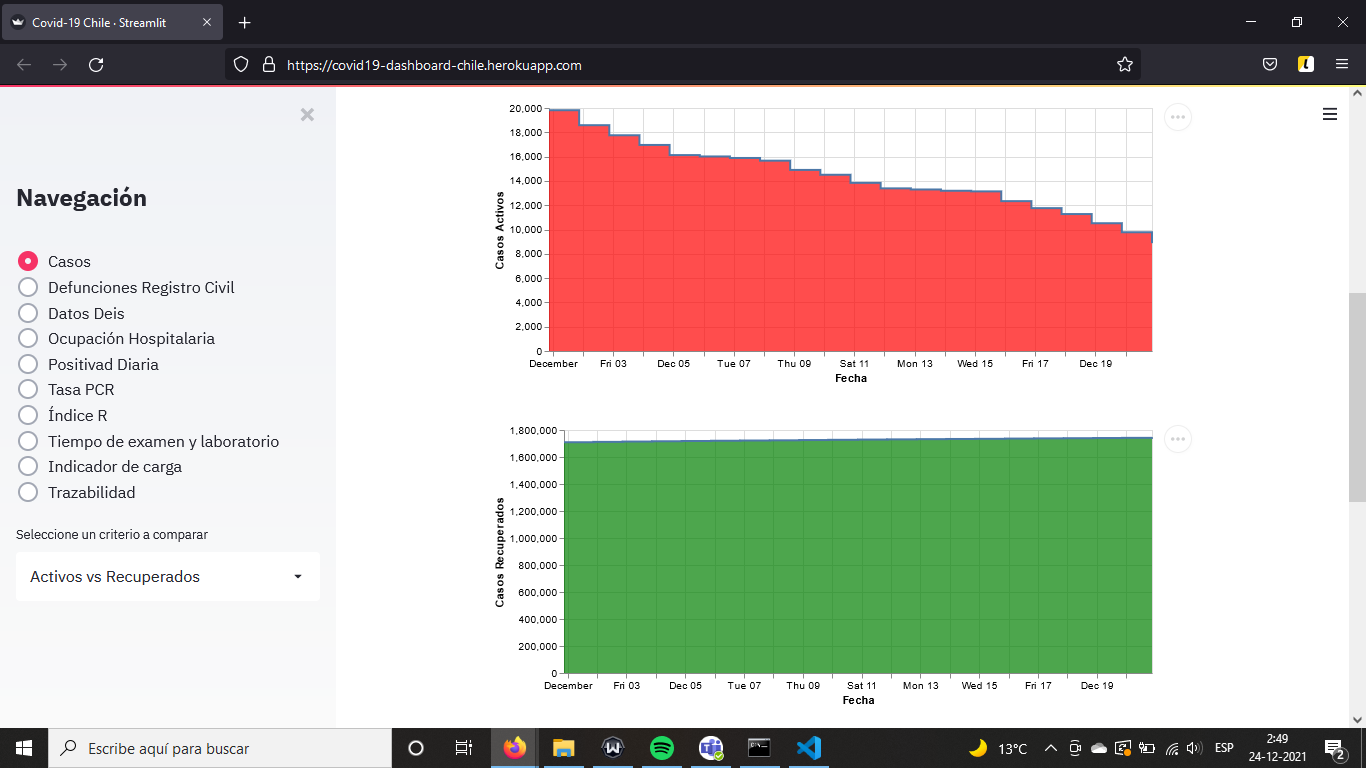 Covid-19 Chile · Streamlit
https://covid19-dashboard-chile.herokuapp.com
Navegación
Casos
Defunciones Registro Civil
Datos Deis
Ocupación Hospitalaria
Positivad Diaria
Tasa PCR
Índice R
Tiempo de examen y laboratorio
Indicador de carga
Trazabilidad
Seleccione un criterio a comparar
Activos vs Recuperados
20,000
18,000
16,000
14,000
12,000
10,000
8,000
6,000
4,000
2,000
0
Casos Activos
December Fri 03 Dec 05 Tue 07 Thu 09 Sat 11 Mon 13 Wed 15 Fri 17 Dec 19
Fecha
1,800,000
1,600,000
1,400,000
1,200,000
1,000,000
800,000
600,000
400,000
200,000
0
Casos Recuperados
December Fri 03 Dec 05 Tue 07 Thu 09 Sat 11 Mon 13 Wed 15 Fri 17 Dec 19
Fecha
Escribe aquí para buscar
13°C
ESP
2:49
24-12-2021
2